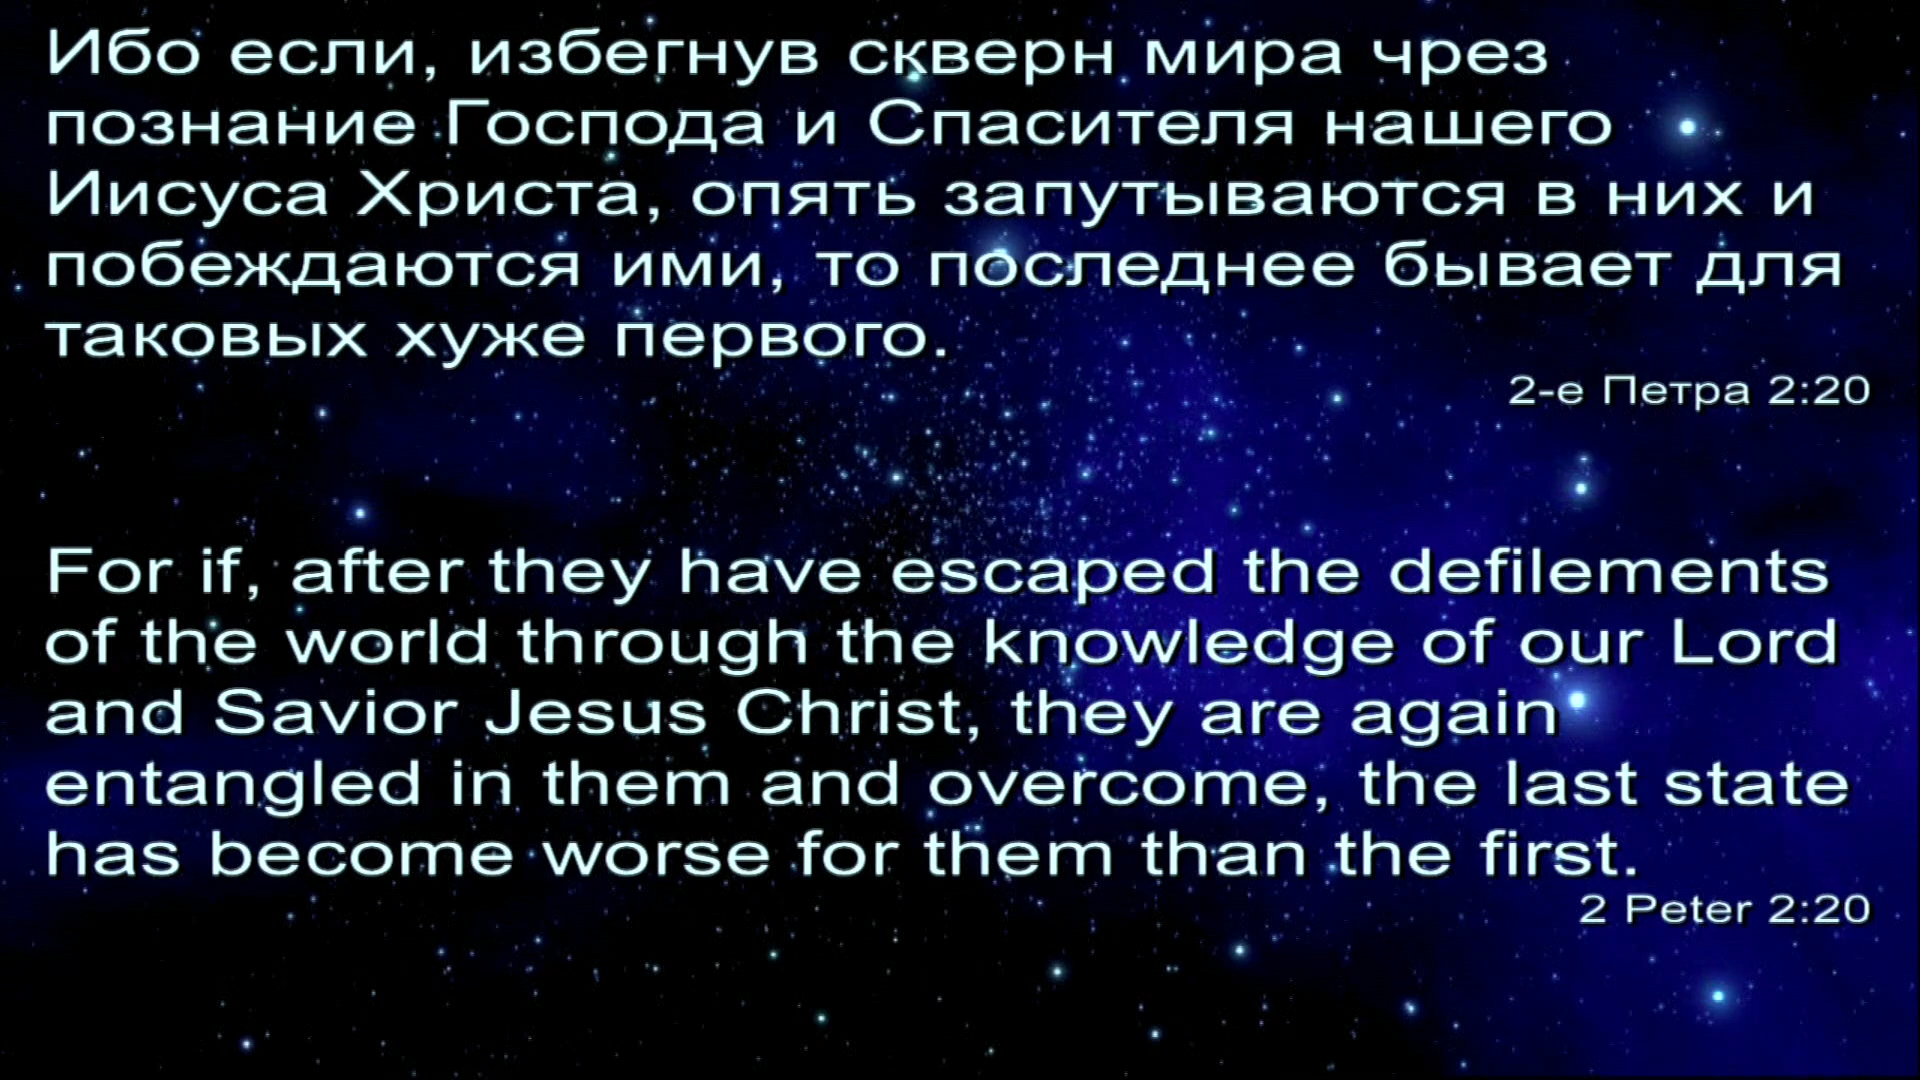 Ибо если, избегнув скверн мира чрез
познание Господа и Спасителя нашего
Иисуса Христа, опять запутываются в них и
побеждаются ими, то последнее бывает для
таковых хуже первого.
2-е Петра 2:20
For if, after they have escaped the defilements
of the world through the knowledge of our Lord
and Savior Jesus Christ, they are again
entangled in them and overcome, the last state
has become worse for them than the first.
2 Peter 2:20